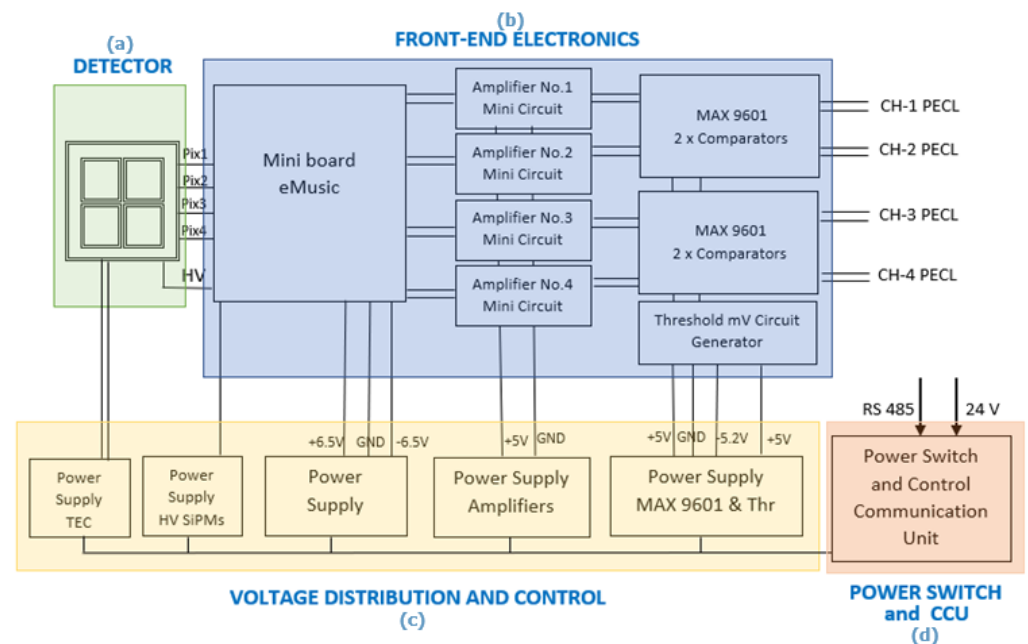 (a)
DETECTOR
(b)
FRONT-END ELECTRONICS
Pix1
Pix2
Pix3
Pix4
HV
Mini board
eMusic
Amplifier No.1
Mini Circuit
Amplifier No.2
Mini Circuit
Amplifier No.3
Mini Circuit
Amplifier No.4
Mini Circuit
MAX 9601
2 x Comparators
MAX 9601
2 x Comparators
Threshold mV Circuit
Generator
CH-1 PECL
CH-2 PECL
CH-3 PECL
CH-4 PECL
RS 485
24 V
+6.5V
GND
-6.5V
+5V
GND
+5V
GND
-5.2V
+5V
Power
Supply
TEC
Power
Supply
HV SiPMs
Power
Supply
Power Supply
Amplifiers
Power Supply
MAX 9601 & Thr
Power Switch
and Control
Communication
Unit
VOLTAGE DISTRIBUTION AND CONTROL
(c)
POWER SWITCH
and CCU
(d)